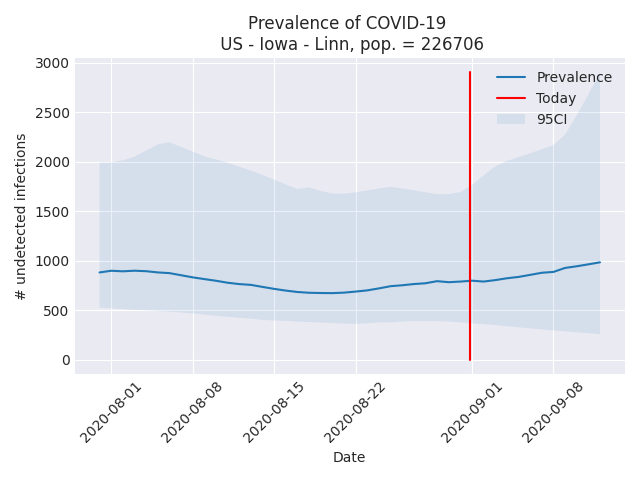 Prevalence of COVID-19
US - Iowa - Linn, pop. = 226706
3000
2500
2000
1500
1000
500
0
# undetected infections
Prevalence
Today
95CI
2020-08-01
2020-08-08
2020-08-15
2020-08-22
2020-09-01
2020-09-08
Date